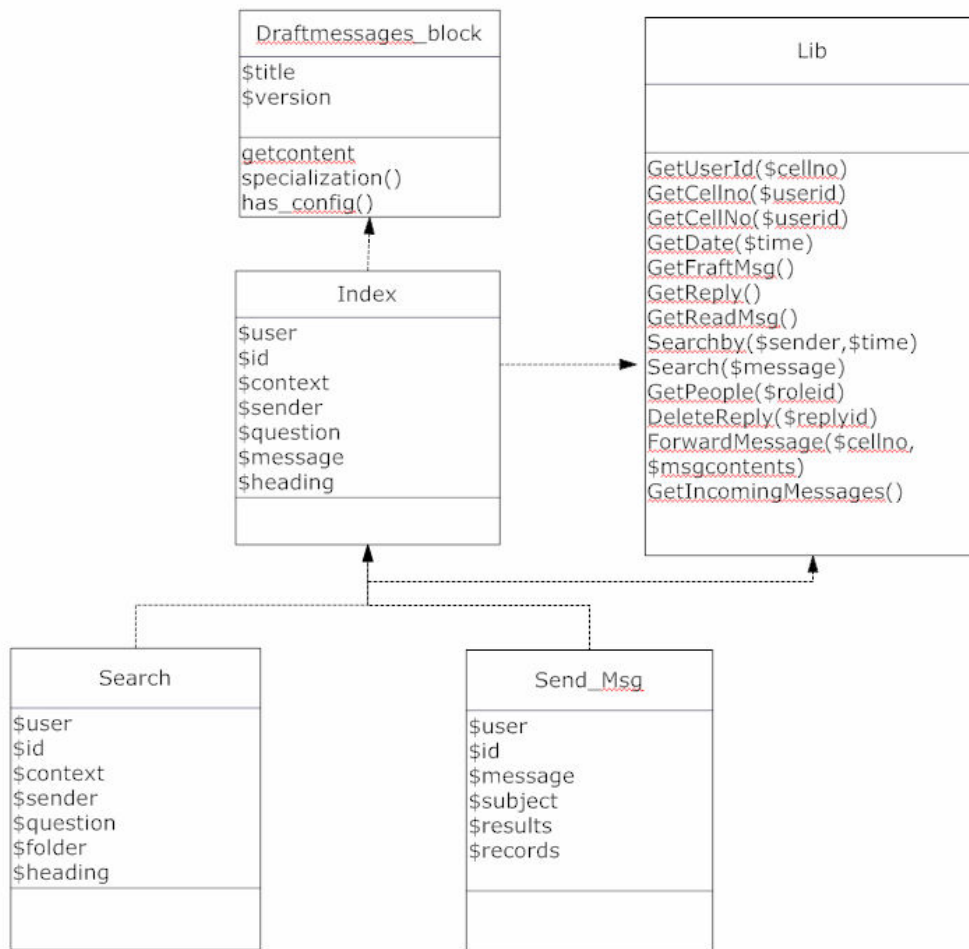 Draftmessages_block
$title
$version
getcontent
specialization()
has_config()
Lib
GetUserId($cellno)
GetCellno($userid)
GetCellNo($userid)
GetDate($time)
GetFraftMsg()
GetReply()
GetReadMsg()
Searchby($sender,$time)
Search($message)
GetPeople($roleid)
DeleteReply($replyid)
ForwardMessage($cellno,
$msgcontents)
GetIncomingMessages()
Index
$user
$id
$context
$sender
$question
$message
$heading
Search
$user
$id
$context
$sender
$question
$folder
$heading
Send_Msg
$user
$id
$message
$subject
$results
$records